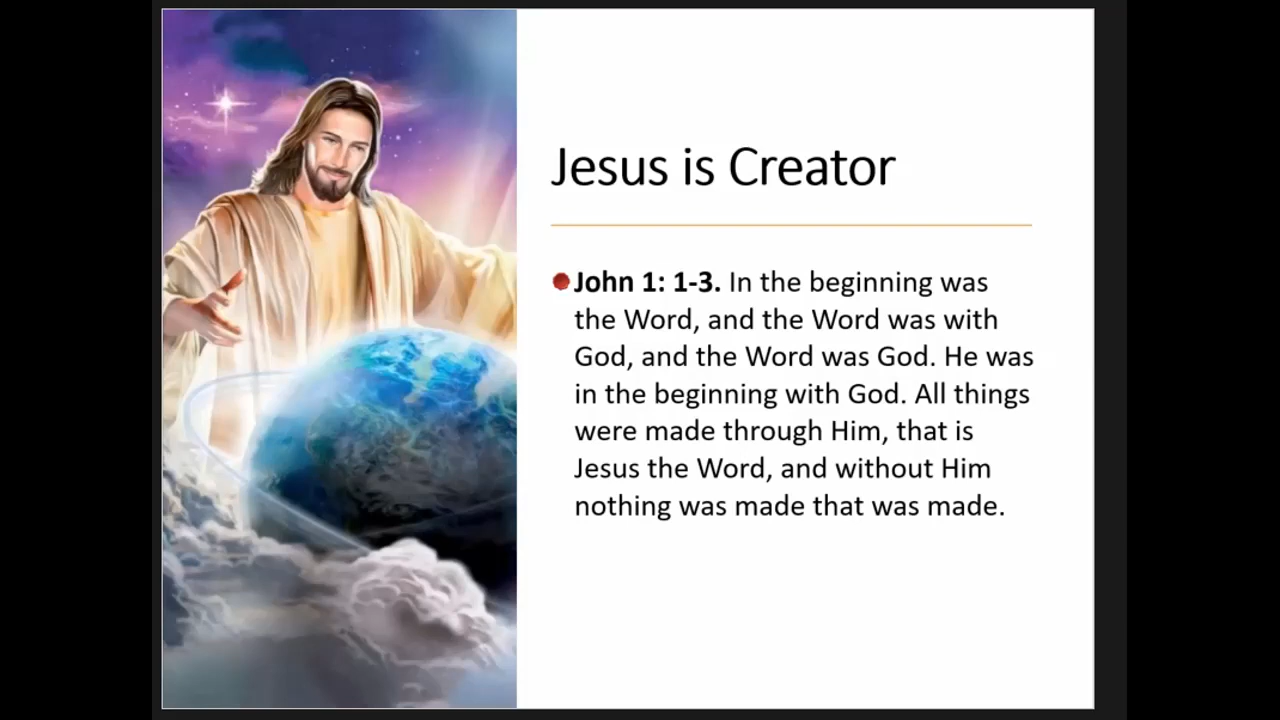 Jesus is Creator
John 1: 1-3. In the beginning was
the Word, and the Word was with
God, and the Word was God. He was
in the beginning with God. All things
were made through Him, that is
Jesus the Word, and without Him
nothing was made that was made.